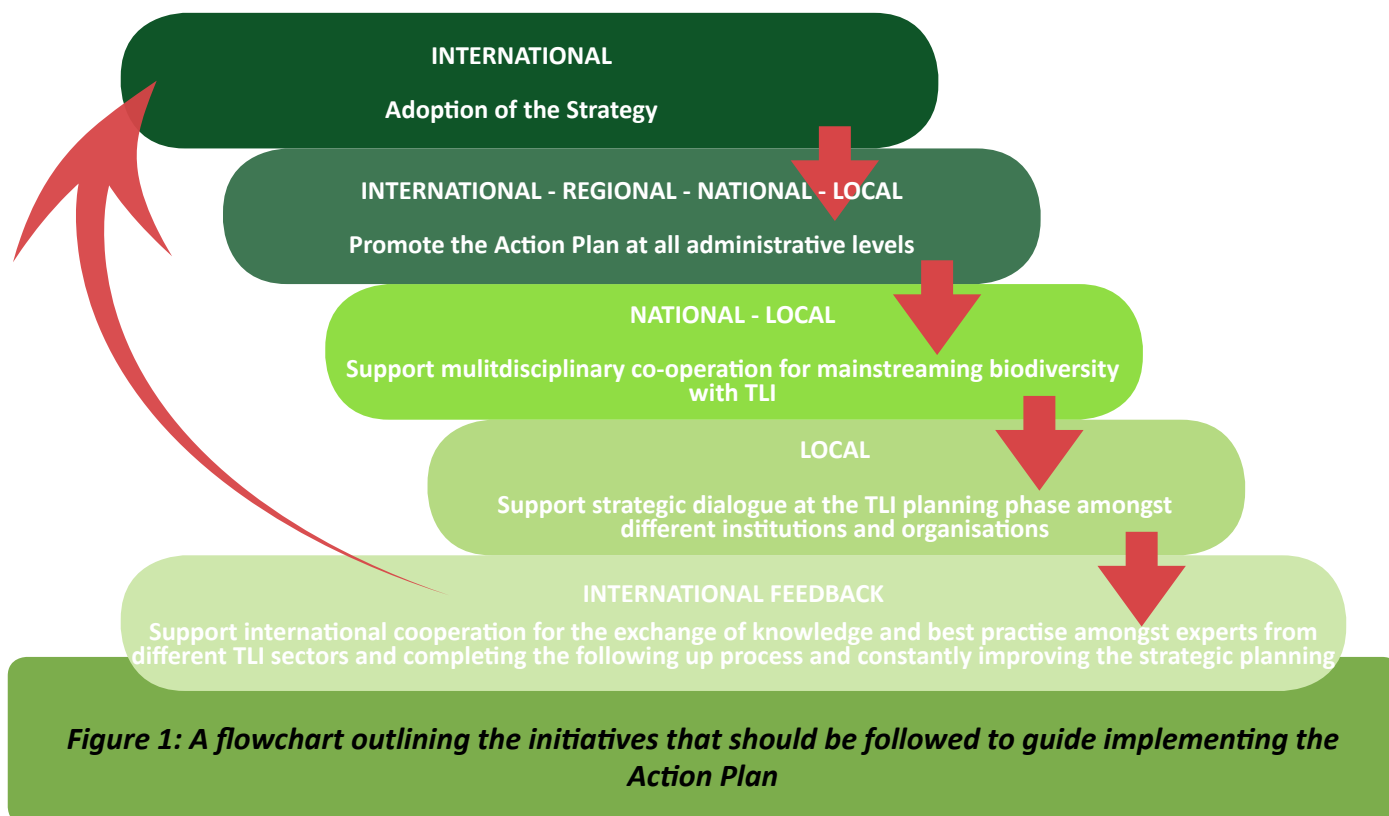 INTERNATIONAL
Adoption of the Strategy
INTERNATIONAL - REGIONAL - NATIONAL - LOCAL
Promote the Action Plan at all administrative levels
NATIONAL - LOCAL
Support mulitdisciplinary co-operation for mainstreaming biodiversity
with TLI
LOCAL
Support strategic dialogue at the TLI planning phase amongst
different institutions and organisations
INTERNATIONAL FEEDBACK
Support international cooperation for the exchange of knowledge and best practise amongst experts from
different TLI sectors and completing the following up process and constantly improving the strategic planning
Figure 1: A flowchart outlining the initiatives that should be followed to guide implementing the
Action Plan